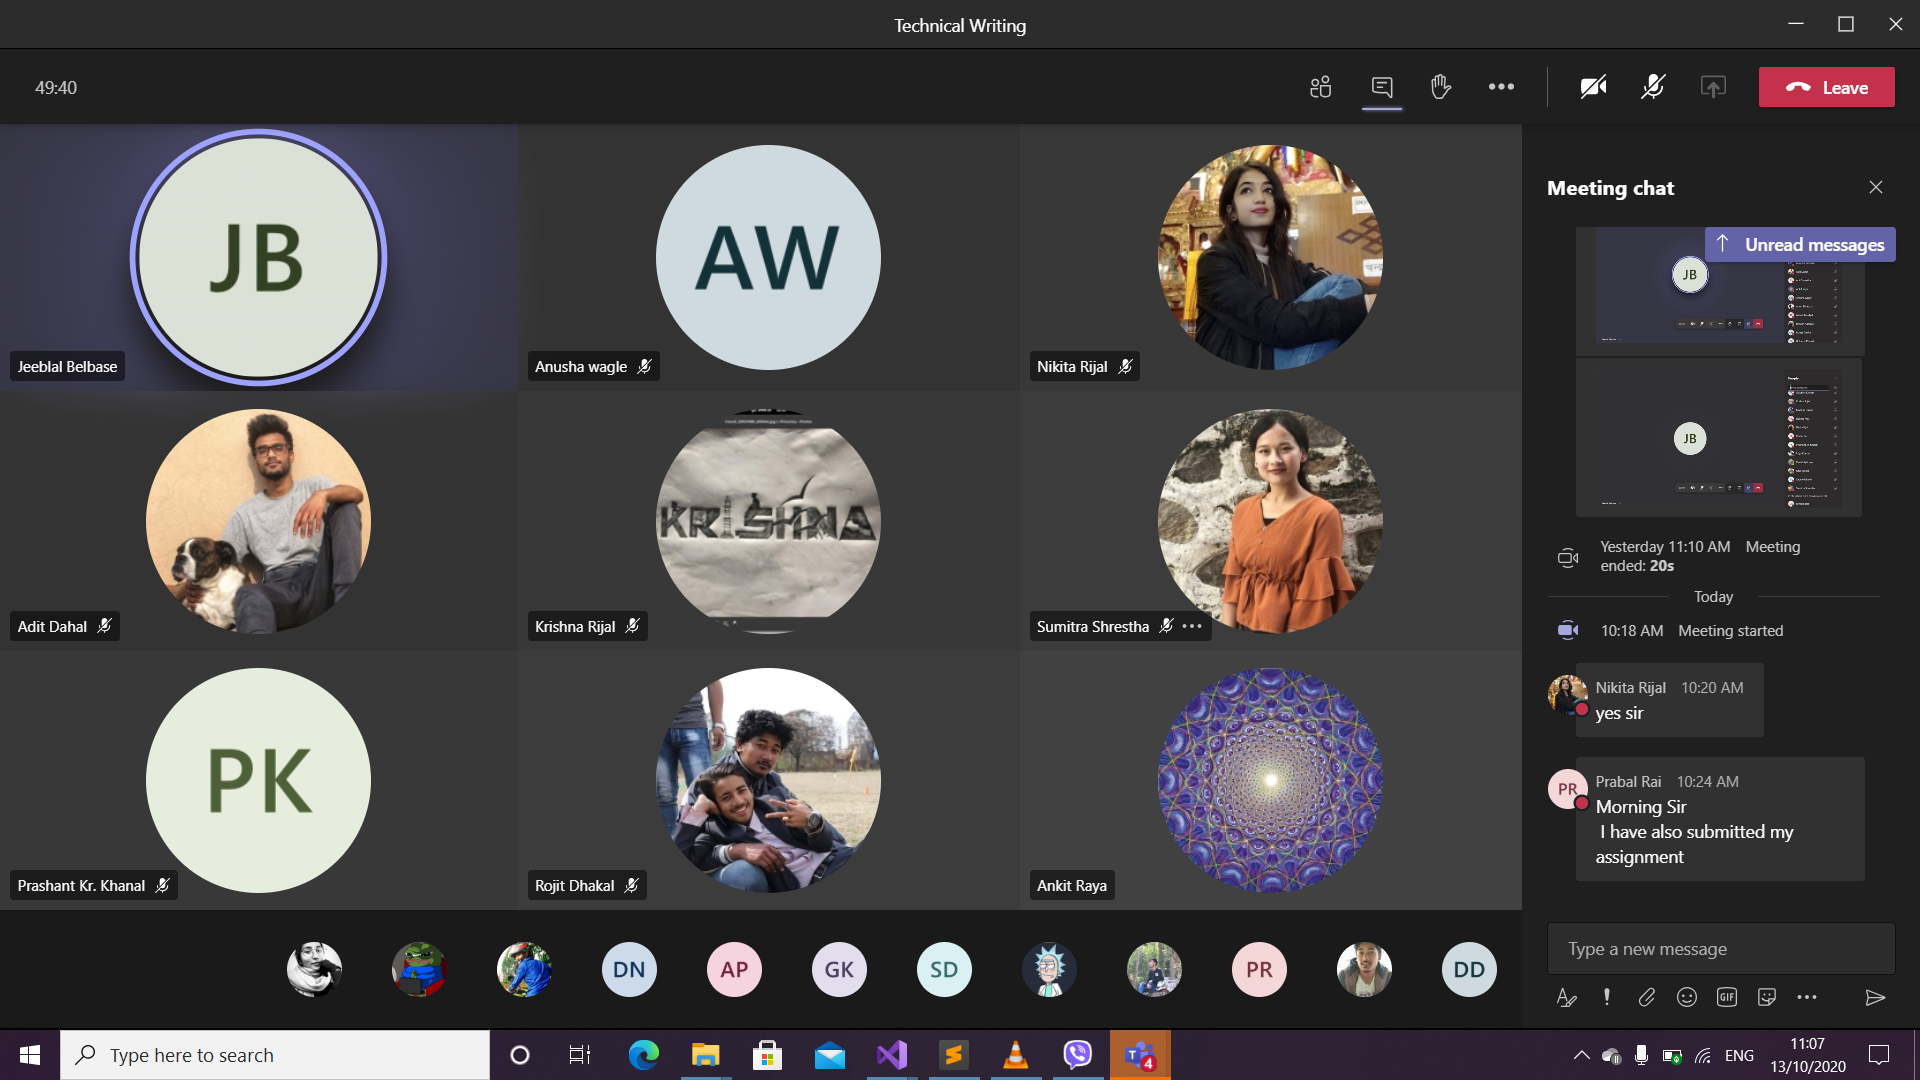 Technical Writing
49:40
Leave
JB
Jeeblal Belbase
AW
Anusha wagle
Nikita Rijal
Adit Dahal
KRISHNA
Krishna Rijal
Sumitra Shrestha
PK
Prashant Kr. Khanal
Rojit Dhakal
Ankit Raya
DN
AP
GK
SD
PR
DD
Meeting chat
Unread messages
JB
JB
Yesterday 11:10 AM Meeting
ended: 20s
Today
10:18 AM Meeting started
Nikita Rijal 10:20 AM
yes sir
PR
Prabal Rai 10:24 AM
Morning Sir
I have also submitted my
assignment
Type a new message
GIF
Type here to search
T
4
ENG
11:07
13/10/2020